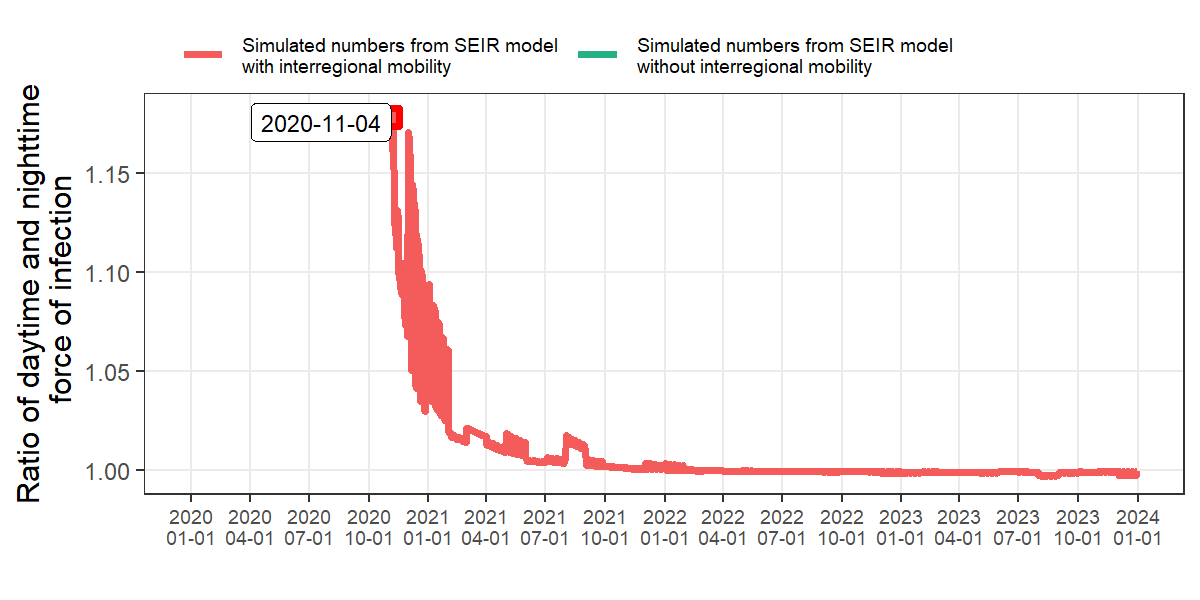 Simulated numbers from SEIR model
with interregional mobility
Simulated numbers from SEIR model
without interregional mobility
Ratio of daytime and nighttime
force of infection
2020-11-04
1.15
1.10
1.05
1.00
2020 2020 2020 2020 2021 2021 2021 2021 2022 2022 2022 2022 2023 2023 2023 2023 2024
01-01 04-01 07-01 10-01 01-01 04-01 07-01 10-01 01-01 04-01 07-01 10-01 01-01 04-01 07-01 10-01 01-01